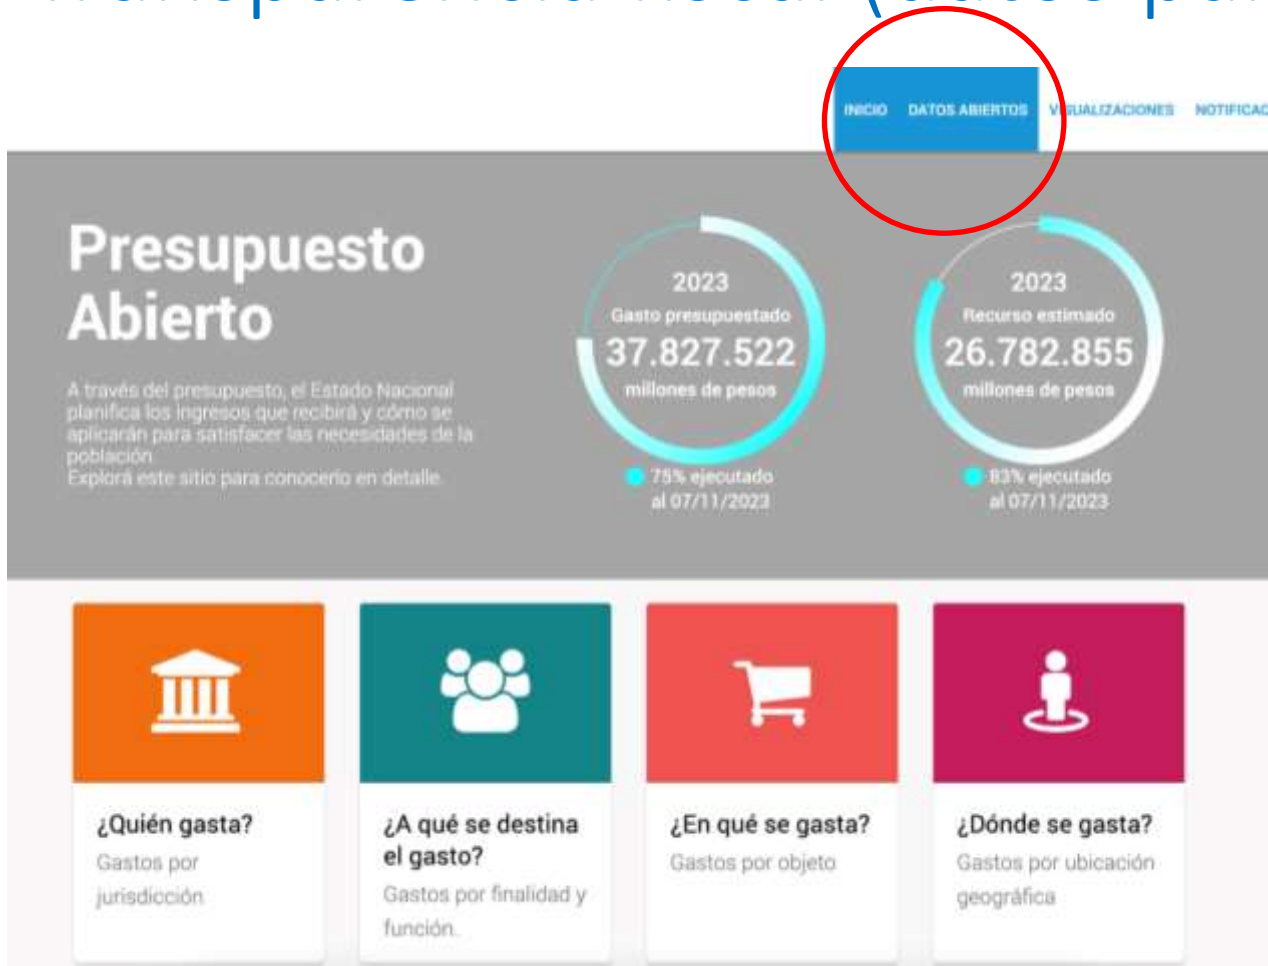 INICIO DATOS ABIERTOS VISUALIZACIONES
Presupuesto
Abierto
A través del presupuesto, el Estado Nacional
planifica los ingresos que recibirá y cómo se
aplicarán para satisfacer las necesidades de la
población.
Explorá este sitio para conocerlo en detalle.
2023
Gasto presupuestado
37.827.522
millones de pesos
75% ejecutado
al 07/11/2023
2023
Recurso estimado
26.782.855
millones de pesos
83% ejecutado
al 07/11/2023
¿Quién gasta?
Gastos por
jurisdicción
¿A qué se destina
el gasto?
Gastos por finalidad y
función.
¿En qué se gasta?
Gastos por objeto
¿Dónde se gasta?
Gastos por ubicación
geográfica